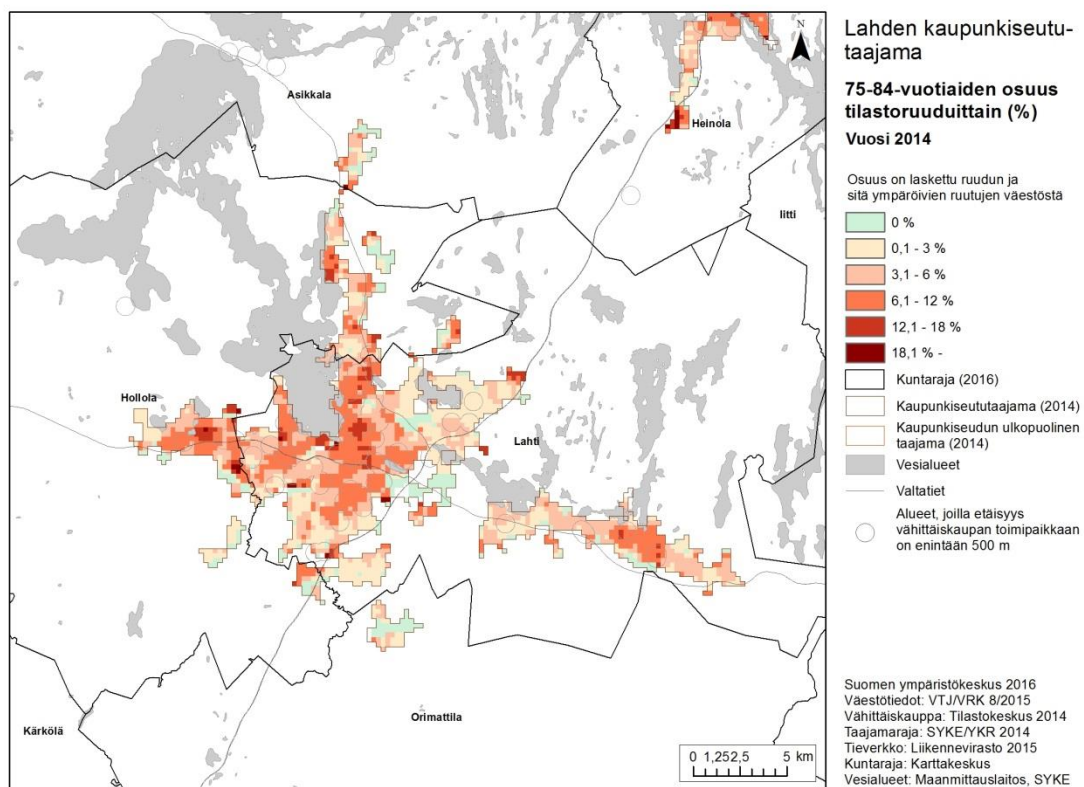 Lahden kaupunkiseutu-
taajama
75-84-vuotiaiden osuus
tilastoruuduittain (%)
Vuosi 2014
Osuus on laskettu ruudun ja
sitä ympäröivien ruutujen väestöstä
0 %
0,1 - 3 %
3,1 - 6 %
6,1 - 12 %
12,1 - 18 %
18,1 % -
Kuntaraja (2016)
Kaupunkiseututaajama (2014)
Kaupunkiseudun ulkopuolinen
taajama (2014)
Vesialueet
Valtatiet
Alueet, joilla etäisyys
vähittäiskaupan toimipaikkaan
on enintään 500 m
N
Asikkala
Heinola
Iitti
Hollola
Lahti
Kärkölä
Orimattila
0 1,252,5 5 km
Suomen ympäristökeskus 2016
Väestötiedot: VTJ/VRK 8/2015
Vähittäiskauppa: Tilastokeskus 2014
Taajamaraja: SYKE/YKR 2014
Tieverkko: Liikennevirasto 2015
Kuntaraja: Karttakeskus
Vesialueet: Maanmittauslaitos, SYKE